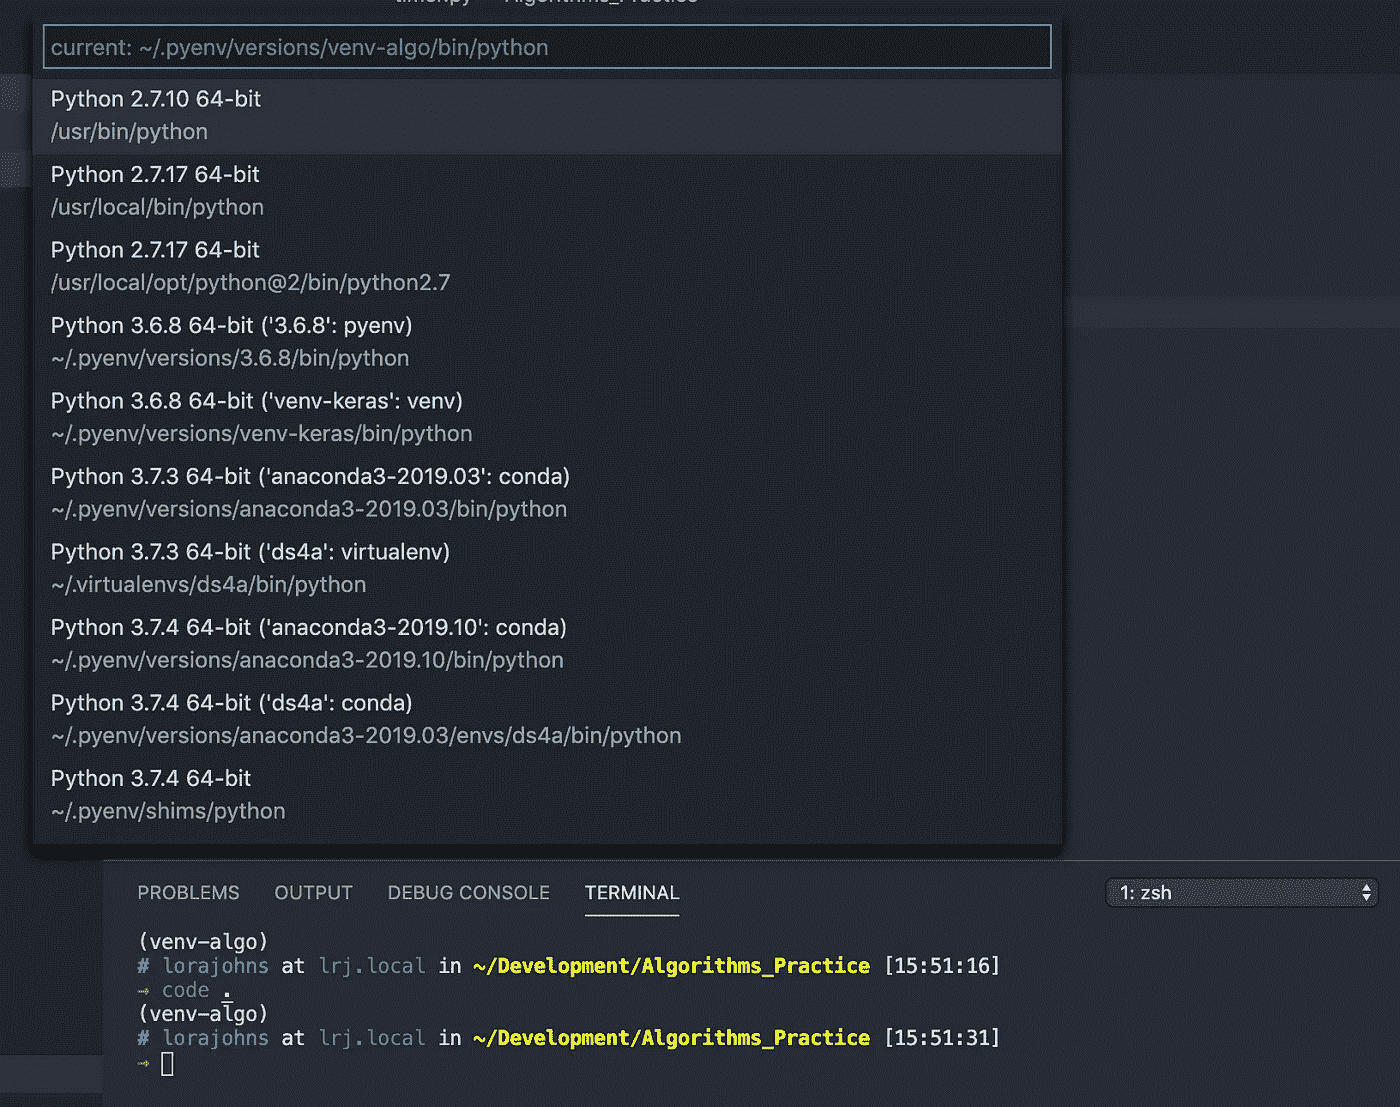 timer.py — Algorithms_Practice
current: ~/.pyenv/versions/venv-algo/bin/python
Python 2.7.10 64-bit
/usr/bin/python
Python 2.7.17 64-bit
/usr/local/bin/python
Python 2.7.17 64-bit
/usr/local/opt/python@2/bin/python2.7
Python 3.6.8 64-bit ('3.6.8': pyenv)
~/.pyenv/versions/3.6.8/bin/python
Python 3.6.8 64-bit ('venv-keras': venv)
~/.pyenv/versions/venv-keras/bin/python
Python 3.7.3 64-bit ('anaconda3-2019.03': conda)
~/.pyenv/versions/anaconda3-2019.03/bin/python
Python 3.7.3 64-bit ('ds4a': virtualenv)
~/.virtualenvs/ds4a/bin/python
Python 3.7.4 64-bit ('anaconda3-2019.10': conda)
~/.pyenv/versions/anaconda3-2019.10/bin/python
Python 3.7.4 64-bit ('ds4a': conda)
~/.pyenv/versions/anaconda3-2019.03/envs/ds4a/bin/python
Python 3.7.4 64-bit
~/.pyenv/shims/python
PROBLEMS OUTPUT DEBUG CONSOLE TERMINAL 1: zsh
(venv-algo)
# lorajohns at lrj.local in ~/Development/Algorithms_Practice [15:51:16]
→ code .
(venv-algo)
# lorajohns at lrj.local in ~/Development/Algorithms_Practice [15:51:31]
→